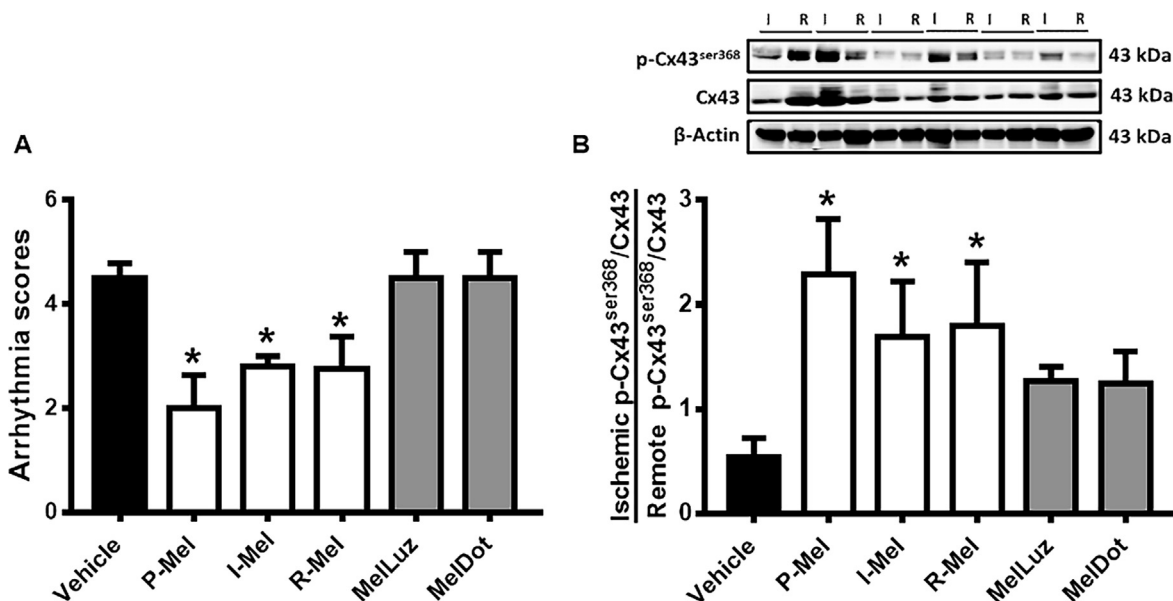 I R I R I R I R I R I R
p-Cx43ser368 43 kDa
Cx43 43 kDa
β-Actin 43 kDa
A
B
Arrhythmia scores
6
4
2
0
*
*
*
Vehicle
P-Mel
I-Mel
R-Mel
MelLuz
MelDot
Ischemic p-Cx43ser368/Cx43
Remote p-Cx43ser368/Cx43
3
2
1
0
*
*
*
Vehicle
P-Mel
I-Mel
R-Mel
MelLuz
MelDot